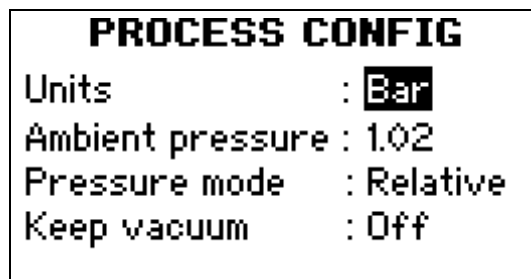 PROCESS CONFIG
Units : Bar
Ambient pressure : 1.02
Pressure mode : Relative
Keep vacuum : Off